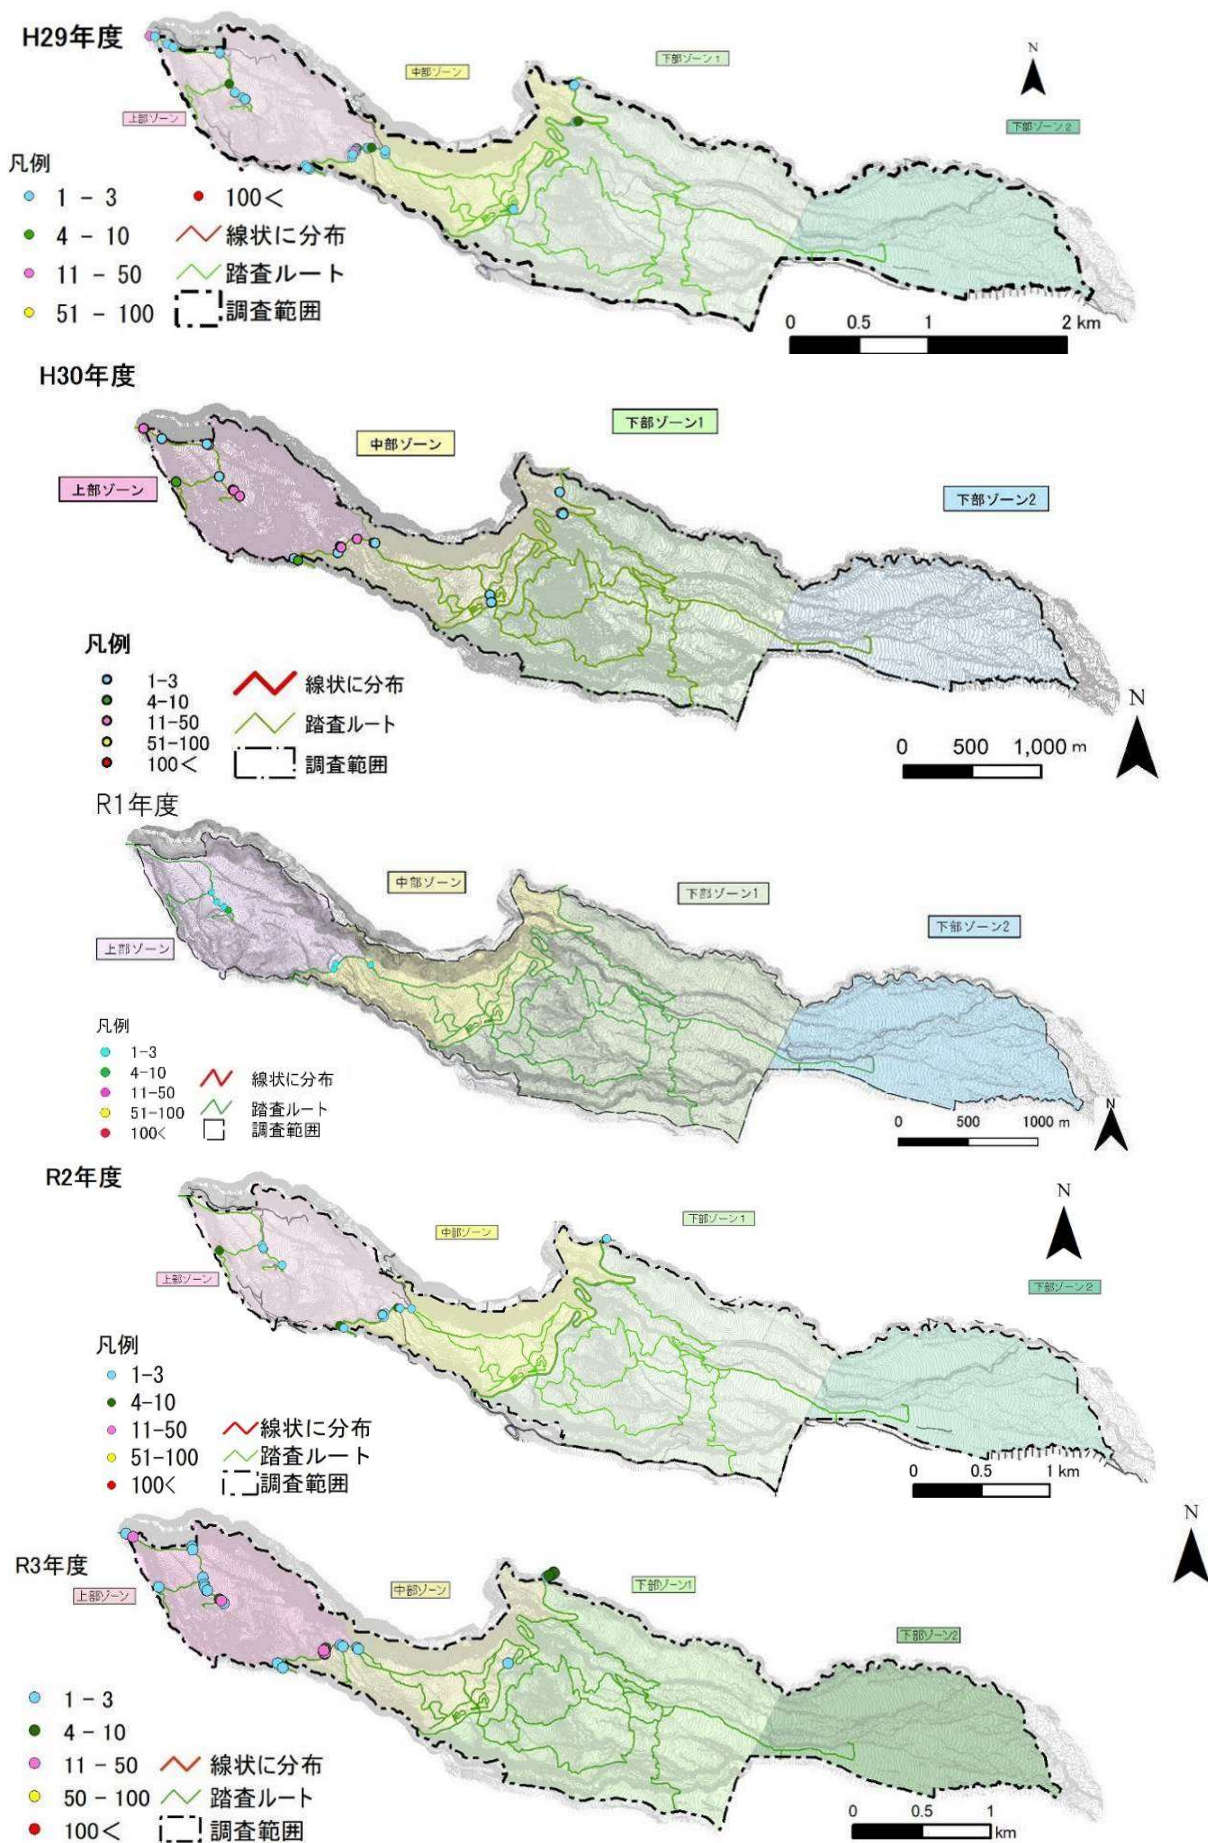 H29年度
N
中部ゾーン
下部ゾーン1
上部ゾーン
下部ゾーン2
凡例
1 - 3
100<
4 - 10
線状に分布
11 - 50
踏査ルート
51 - 100
調査範囲
0 0.5 1 2 km
H30年度
下部ゾーン1
中部ゾーン
上部ゾーン
下部ゾーン2
凡例
1-3
線状に分布
4-10
11-50
踏査ルート
51-100
100<
調査範囲
N
0 500 1,000 m
R1年度
中部ゾーン
下部ゾーン1
下部ゾーン2
上部ゾーン
凡例
1-3
4-10
線状に分布
11-50
51-100
踏査ルート
100<
調査範囲
N
0 500 1000 m
R2年度
N
下部ゾーン1
中部ゾーン
上部ゾーン
下部ゾーン2
凡例
1-3
4-10
11-50
線状に分布
51-100
踏査ルート
100<
調査範囲
0 0.5 1 km
N
R3年度
中部ゾーン
下部ゾーン1
上部ゾーン
下部ゾーン2
1 - 3
4 - 10
11 - 50
線状に分布
50 - 100
踏査ルート
100<
調査範囲
0 0.5 1
km